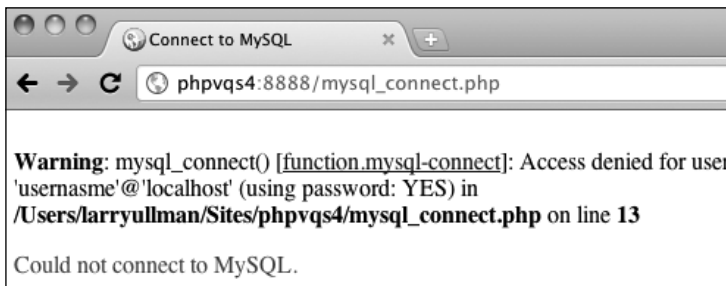 Connect to MySQL
phpvqs4:8888/mysql_connect.php
Warning: mysql_connect() [function.mysql-connect]: Access denied for user
'usernasme'@'localhost' (using password: YES) in
/Users/larryullman/Sites/phpvqs4/mysql_connect.php on line 13
Could not connect to MySQL.